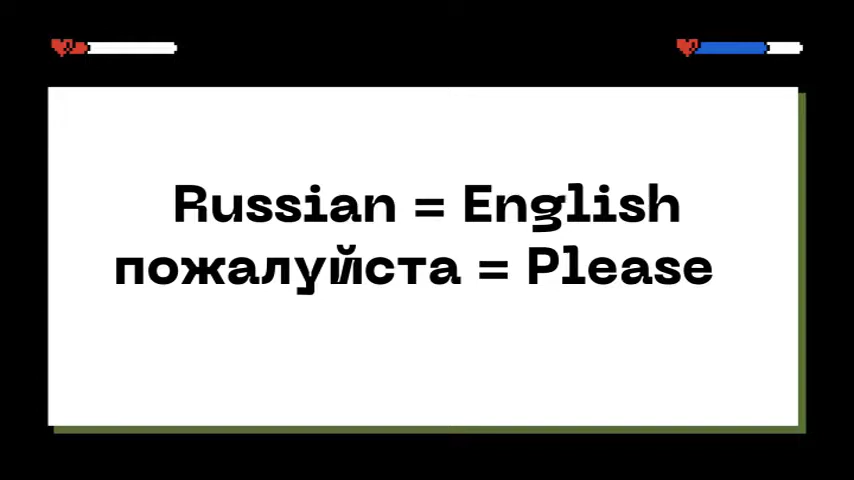 Russian = English
пожалуйста = Please